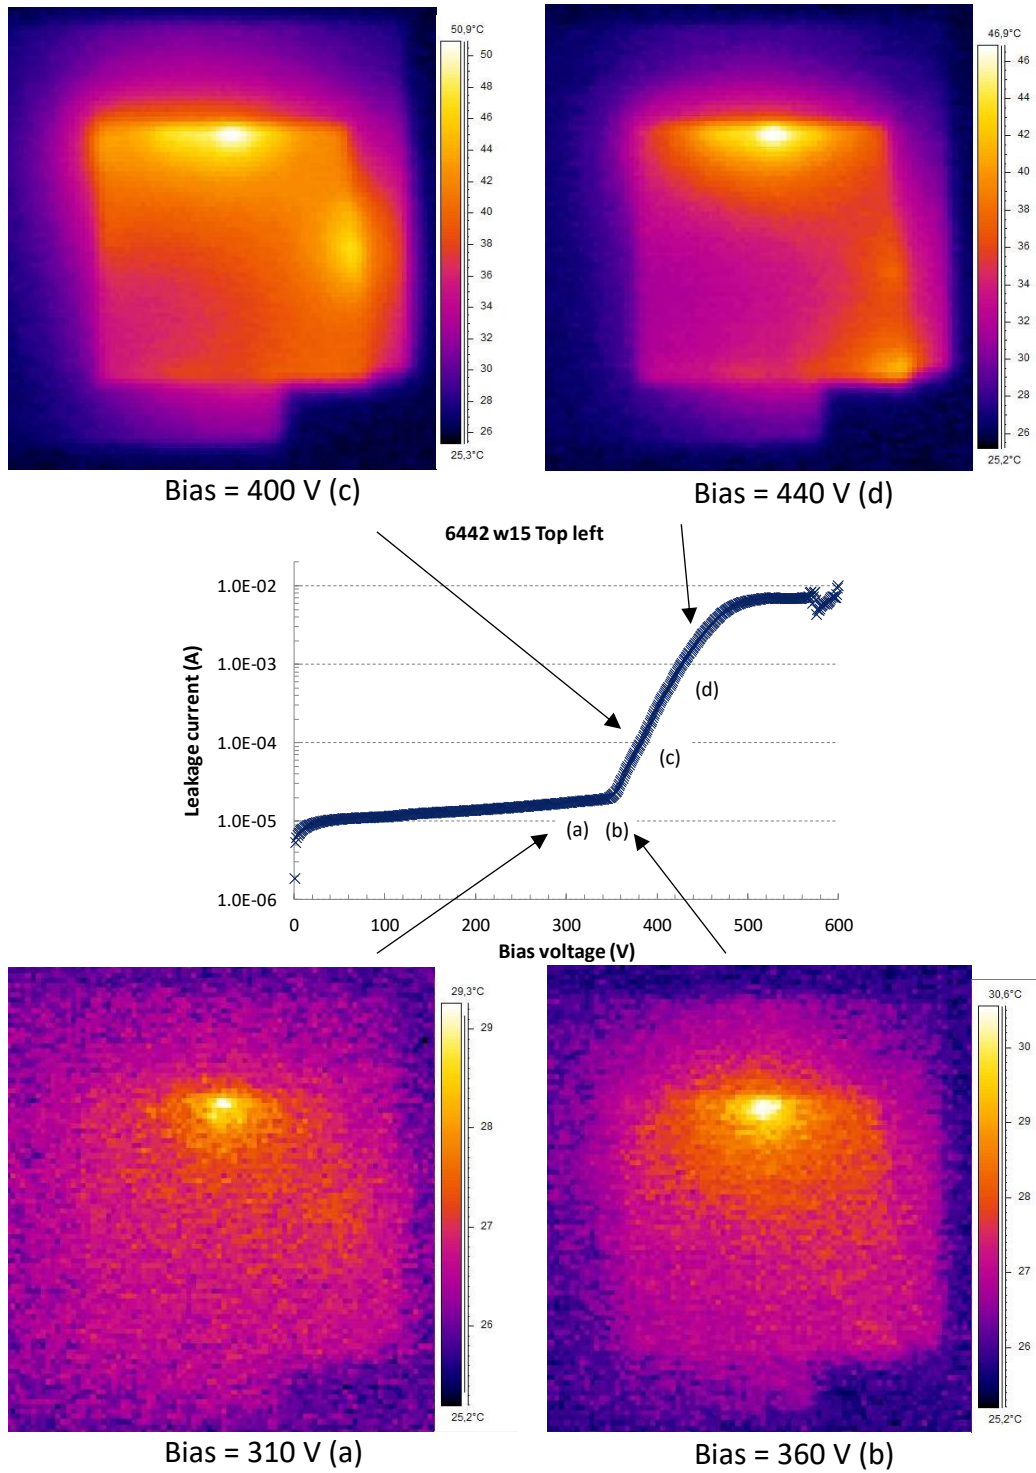 50,9°C
50
48
46
44
42
40
38
36
34
32
30
28
26
25,3°C
46,9°C
46
44
42
40
38
36
34
32
30
28
26
25,2°C
Bias = 400 V (c)
Bias = 440 V (d)
6442 w15 Top left
Leakage current (A)
1.0E-02
1.0E-03
1.0E-04
1.0E-05
1.0E-06
(d)
(c)
(a)
(b)
0
100
200
300
400
500
600
Bias voltage (V)
29,3°C
29
28
27
26
25,2°C
30,6°C
30
29
28
27
26
25,2°C
Bias = 310 V (a)
Bias = 360 V (b)